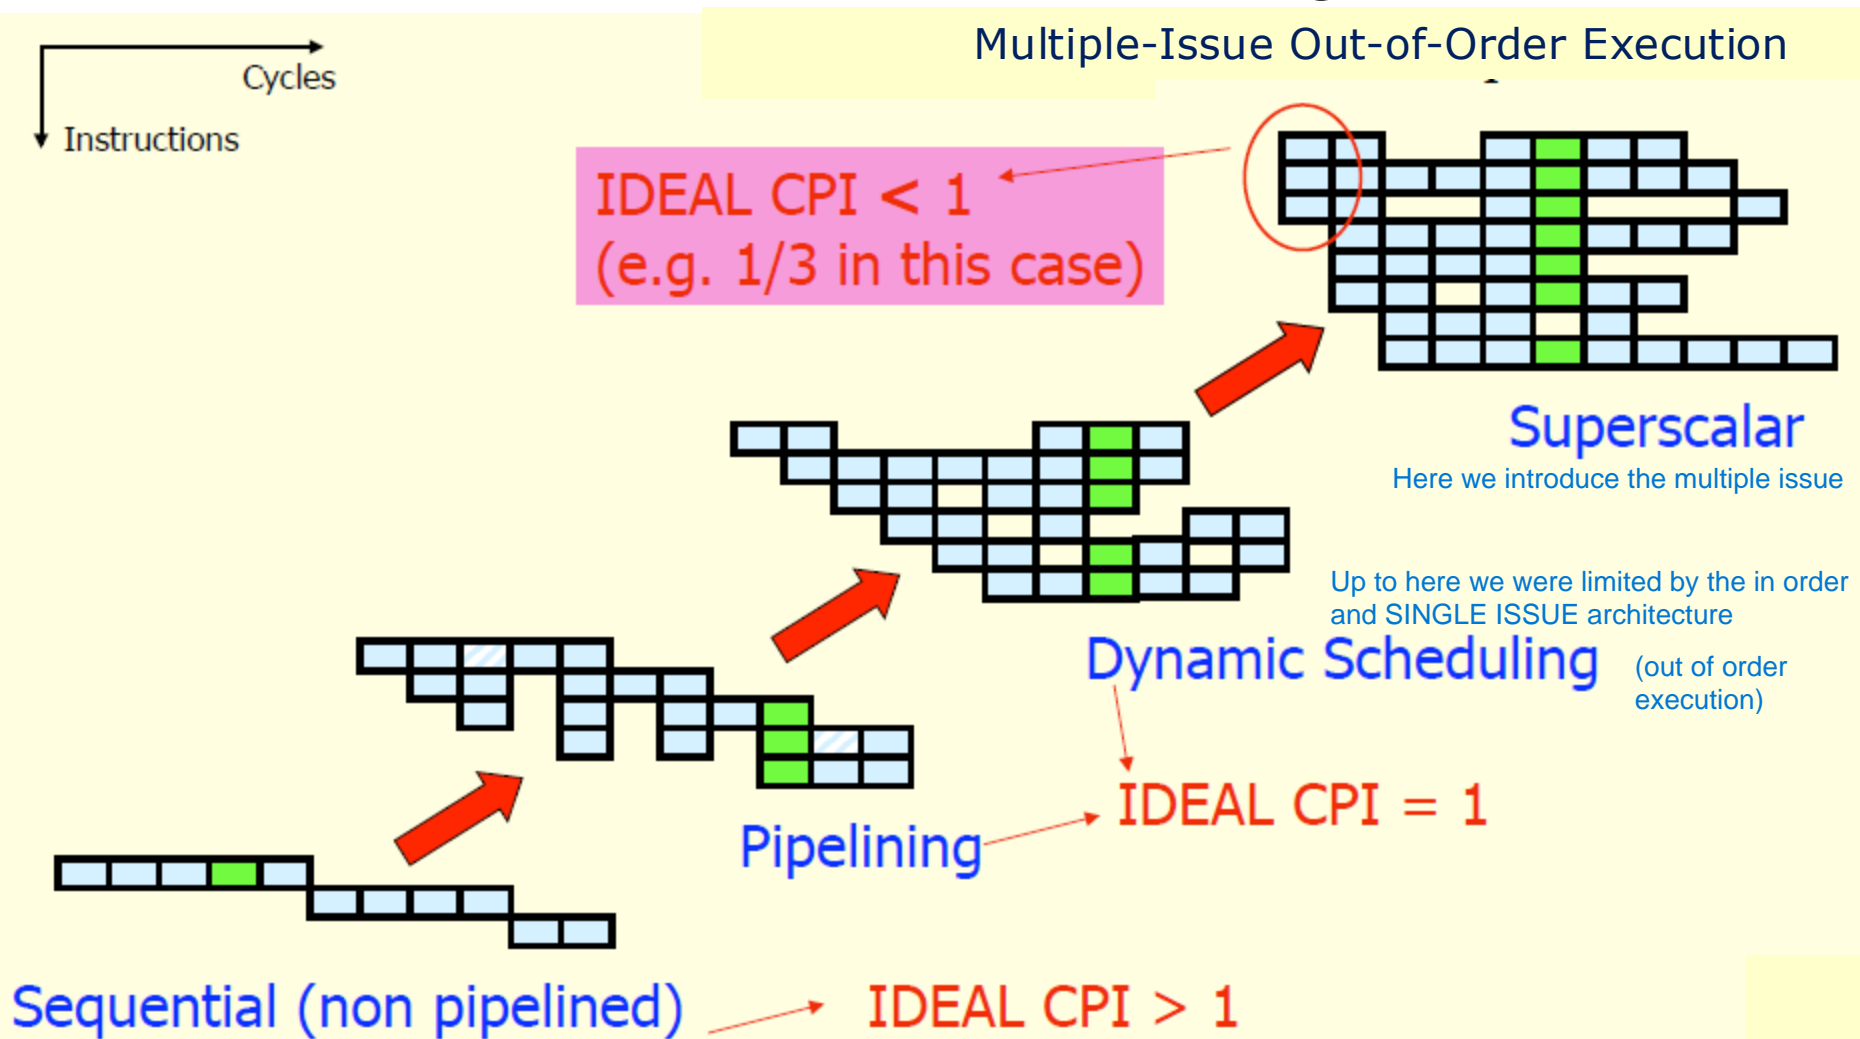 Multiple-Issue Out-of-Order Execution
Cycles
Instructions
IDEAL CPI < 1
(e.g. 1/3 in this case)
Superscalar
Here we introduce the multiple issue
Up to here we were limited by the in order
and SINGLE ISSUE architecture
Dynamic Scheduling
(out of order
execution)
IDEAL CPI = 1
Pipelining
Sequential (non pipelined)
IDEAL CPI > 1